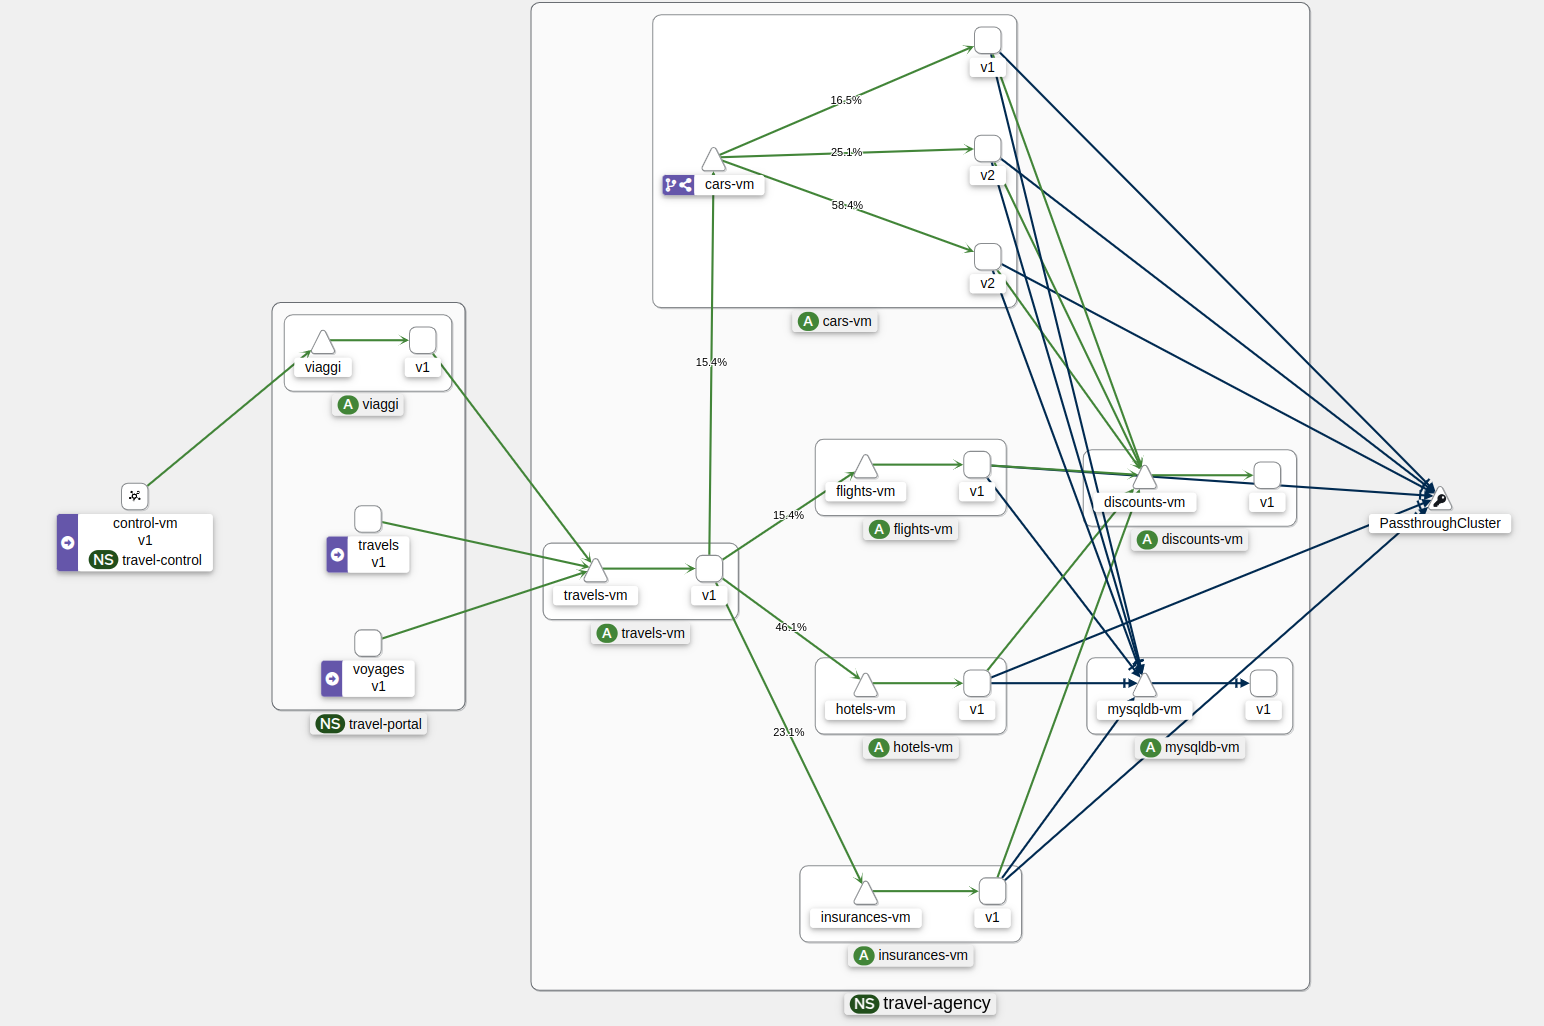 v1
16.5%
25.1%
v2
cars-vm
58.4%
v2
A cars-vm
15.4%
viaggi
v1
A viaggi
control-vm
v1
NS travel-control
travels
v1
voyages
v1
NS travel-portal
travels-vm
v1
A travels-vm
15.4%
flights-vm
v1
A flights-vm
discounts-vm
v1
A discounts-vm
PassthroughCluster
46.1%
hotels-vm
v1
A hotels-vm
mysqldb-vm
v1
A mysqldb-vm
23.1%
insurances-vm
v1
A insurances-vm
NS travel-agency